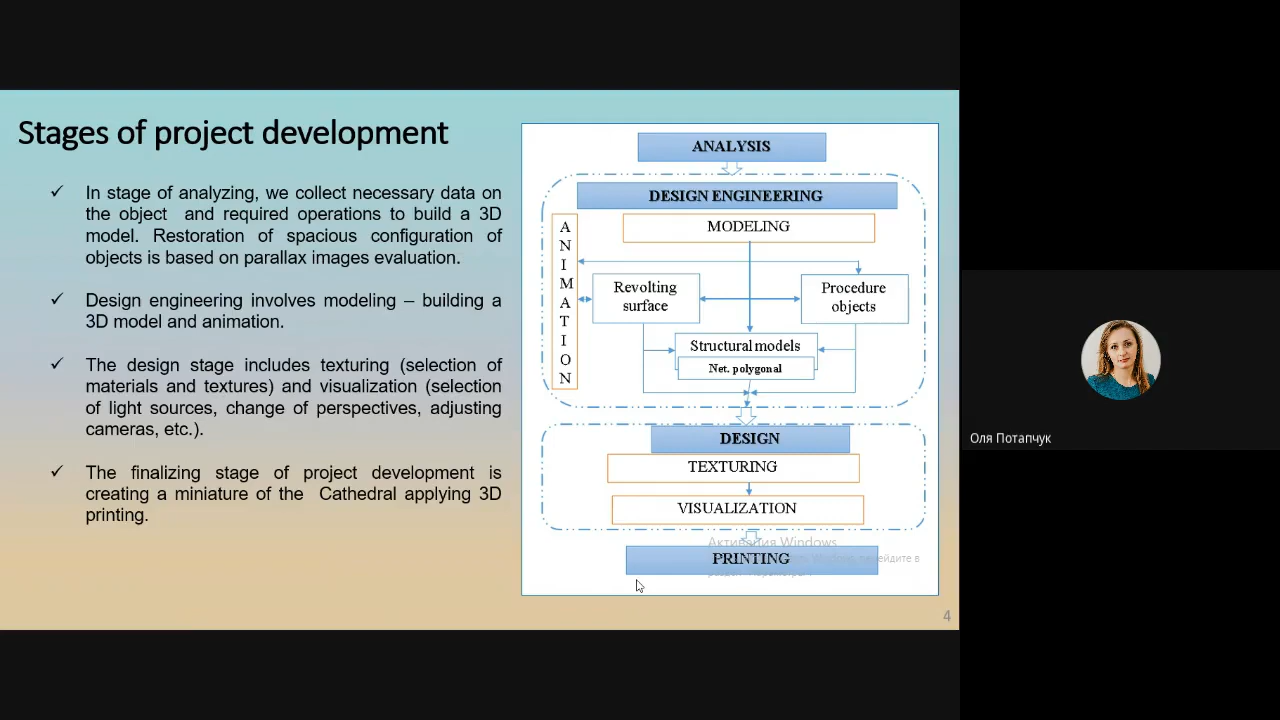 Stages of project development
✓ In stage of analyzing, we collect necessary data on
the object and required operations to build a 3D
model. Restoration of spacious configuration of
objects is based on parallax images evaluation.
✓ Design engineering involves modeling – building a
3D model and animation.
✓ The design stage includes texturing (selection of
materials and textures) and visualization (selection
of light sources, change of perspectives, adjusting
cameras, etc.).
✓ The finalizing stage of project development is
creating a miniature of the Cathedral applying 3D
printing.
ANALYSIS
DESIGN ENGINEERING
ANIMATION
MODELING
Revolting
surface
Procedure
objects
Structural models
Net. polygonal
DESIGN
TEXTURING
VISUALIZATION
Активация Windows
PRINTING
Windows, перейдите в
4
Оля Потапчук